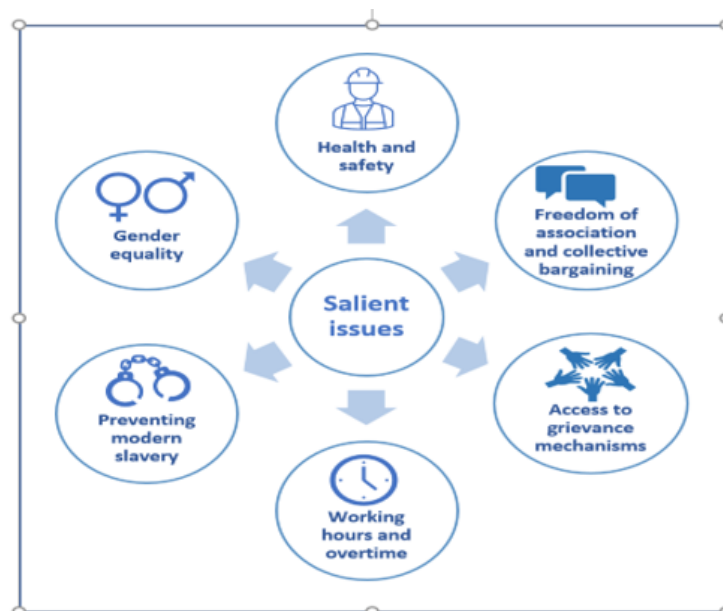 Health and
safety
Gender
equality
Freedom of
association
and collective
bargaining
Salient
issues
Preventing
modern
slavery
Access to
grievance
mechanisms
Working
hours and
overtime